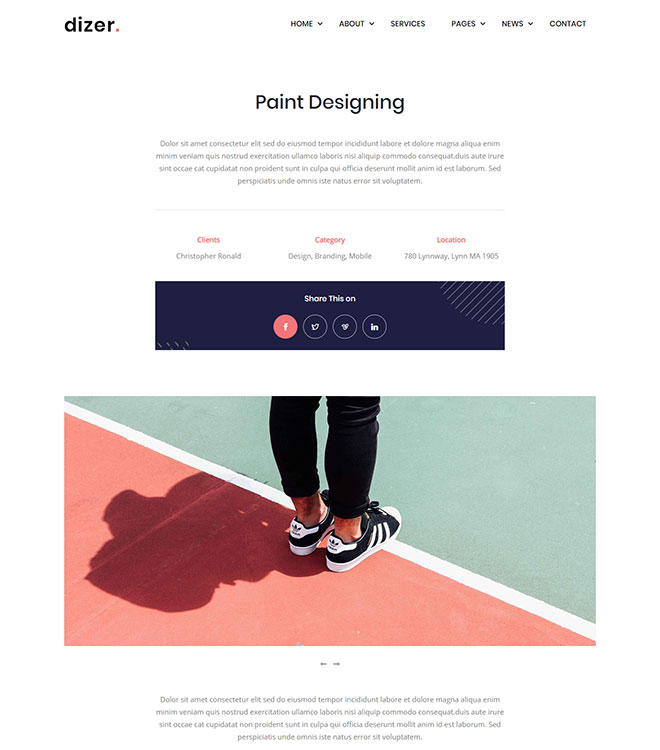 dizer.
HOME ABOUT SERVICES PAGES NEWS CONTACT
Paint Designing
Dolor sit amet consectetur elit sed do eiusmod tempor incididunt labore et dolore magna aliqua enim
minim veniam quis nostrud exercitation ullamco laboris nisi aliquip commodo consequat.duis aute irure
sint occae cat cupidatat non proident sunt in culpa qui officia deserunt mollit anim id est laborum. Sed
perspiciatis unde omnis iste natus error sit voluptatem.
Clients Category Location
Christopher Ronald Design, Branding, Mobile 780 Lynnway, Lynn MA 1905
Share This on
Dolor sit amet consectetur elit sed do eiusmod tempor incididunt labore et dolore magna aliqua enim
minim veniam quis nostrud exercitation ullamco laboris nisi aliquip commodo consequat.duis aute irure
sint occae cat cupidatat non proident sunt in culpa qui officia deserunt mollit anim id est laborum. Sed
perspiciatis unde omnis iste natus error sit voluptatem.